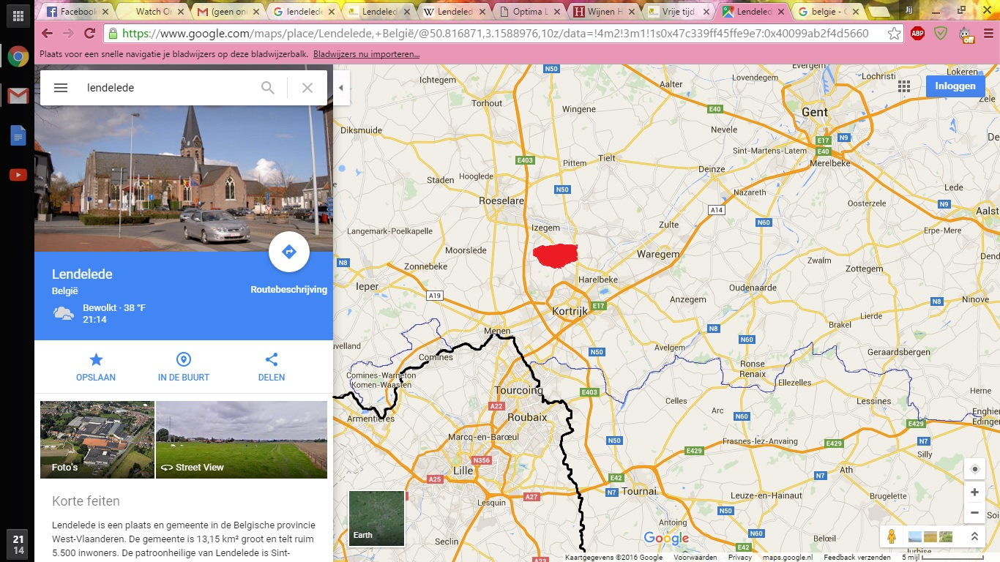 Facebook
Watch On
(geen on
lendelede
Lendeled
Lendeled
Optima L
Wijnen H
Vrije tijd
Lendeled
belgie - G
Jij
https://www.google.com/maps/place/Lendelede,+België/@50.816871,3.1588976,10z/data=!4m2!3m1!1s0x47c339ff45ffe9e7:0x40099ab2f4d5660
ABP
off
Plaats voor een snelle navigatie je bladwijzers op deze bladwijzerbalk. Bladwijzers nu importeren...
lendelede
Lendelede
België
Routebeschrijving
Bewolkt · 38 °F
21:14
OPSLAAN
IN DE BUURT
DELEN
Foto's
Street View
Korte feiten
Lendelede is een plaats en gemeente in de Belgische provincie
West-Vlaanderen. De gemeente is 13,15 km² groot en telt ruim
5.500 inwoners. De patroonheilige van Lendelede is Sint-
21
14
Inloggen
N50
Evergem
Lokeren
Ichtegem
Aalter
Lovendegem
Lochristi
Torhout
Wingene
E40
Gent
Diksmuide
Nevele
E17
N9
Sint-Martens-Latem
E40
E403
Pittem
Tielt
Merelbeke
Staden
Hooglede
Deinze
N50
Nazareth
Lede
Roeselare
Oosterzele
N9
A14
Aalst
Langemark-Poelkapelle
Izegem
Zulte
N60
Erpe-Mere
Moorslede
Waregem
N8
Zonnebeke
Zwalm
Dend
Zottegem
Harelbeke
Ieper
Oudenaarde
A19
E17
Anzegem
N8
Ninove
Kortrijk
Lierde
Brakel
Menen
N8
uvelland
N60
Avelgem
N50
Geraardsbergen
Comines
Ronse
Renaix
Comines-Warneton
Komen-Waasten
Ellezelles
Tourcoing
E403
Herne
Celles
Lessines
A22
Arc
Enghien
Edingen
Armentières
Roubaix
N60
E429
Marcq-en-Barœul
N50
Frasnes-lez-Anvaing
E429
N7
E429
Silly
N356
Lille
Ath
A25
E42
N7
Tournai
N7
Leuze-en-Hainaut
Brugelette
Lesquin
A27
N50
Antoing
N60
Belœil
Earth
Seclin
Google
E42
Jurbise
A23
Kaartgegevens ©2016 Google
Voorwaarden
Privacy
maps.google.nl
Feedback verzenden
5 mijl